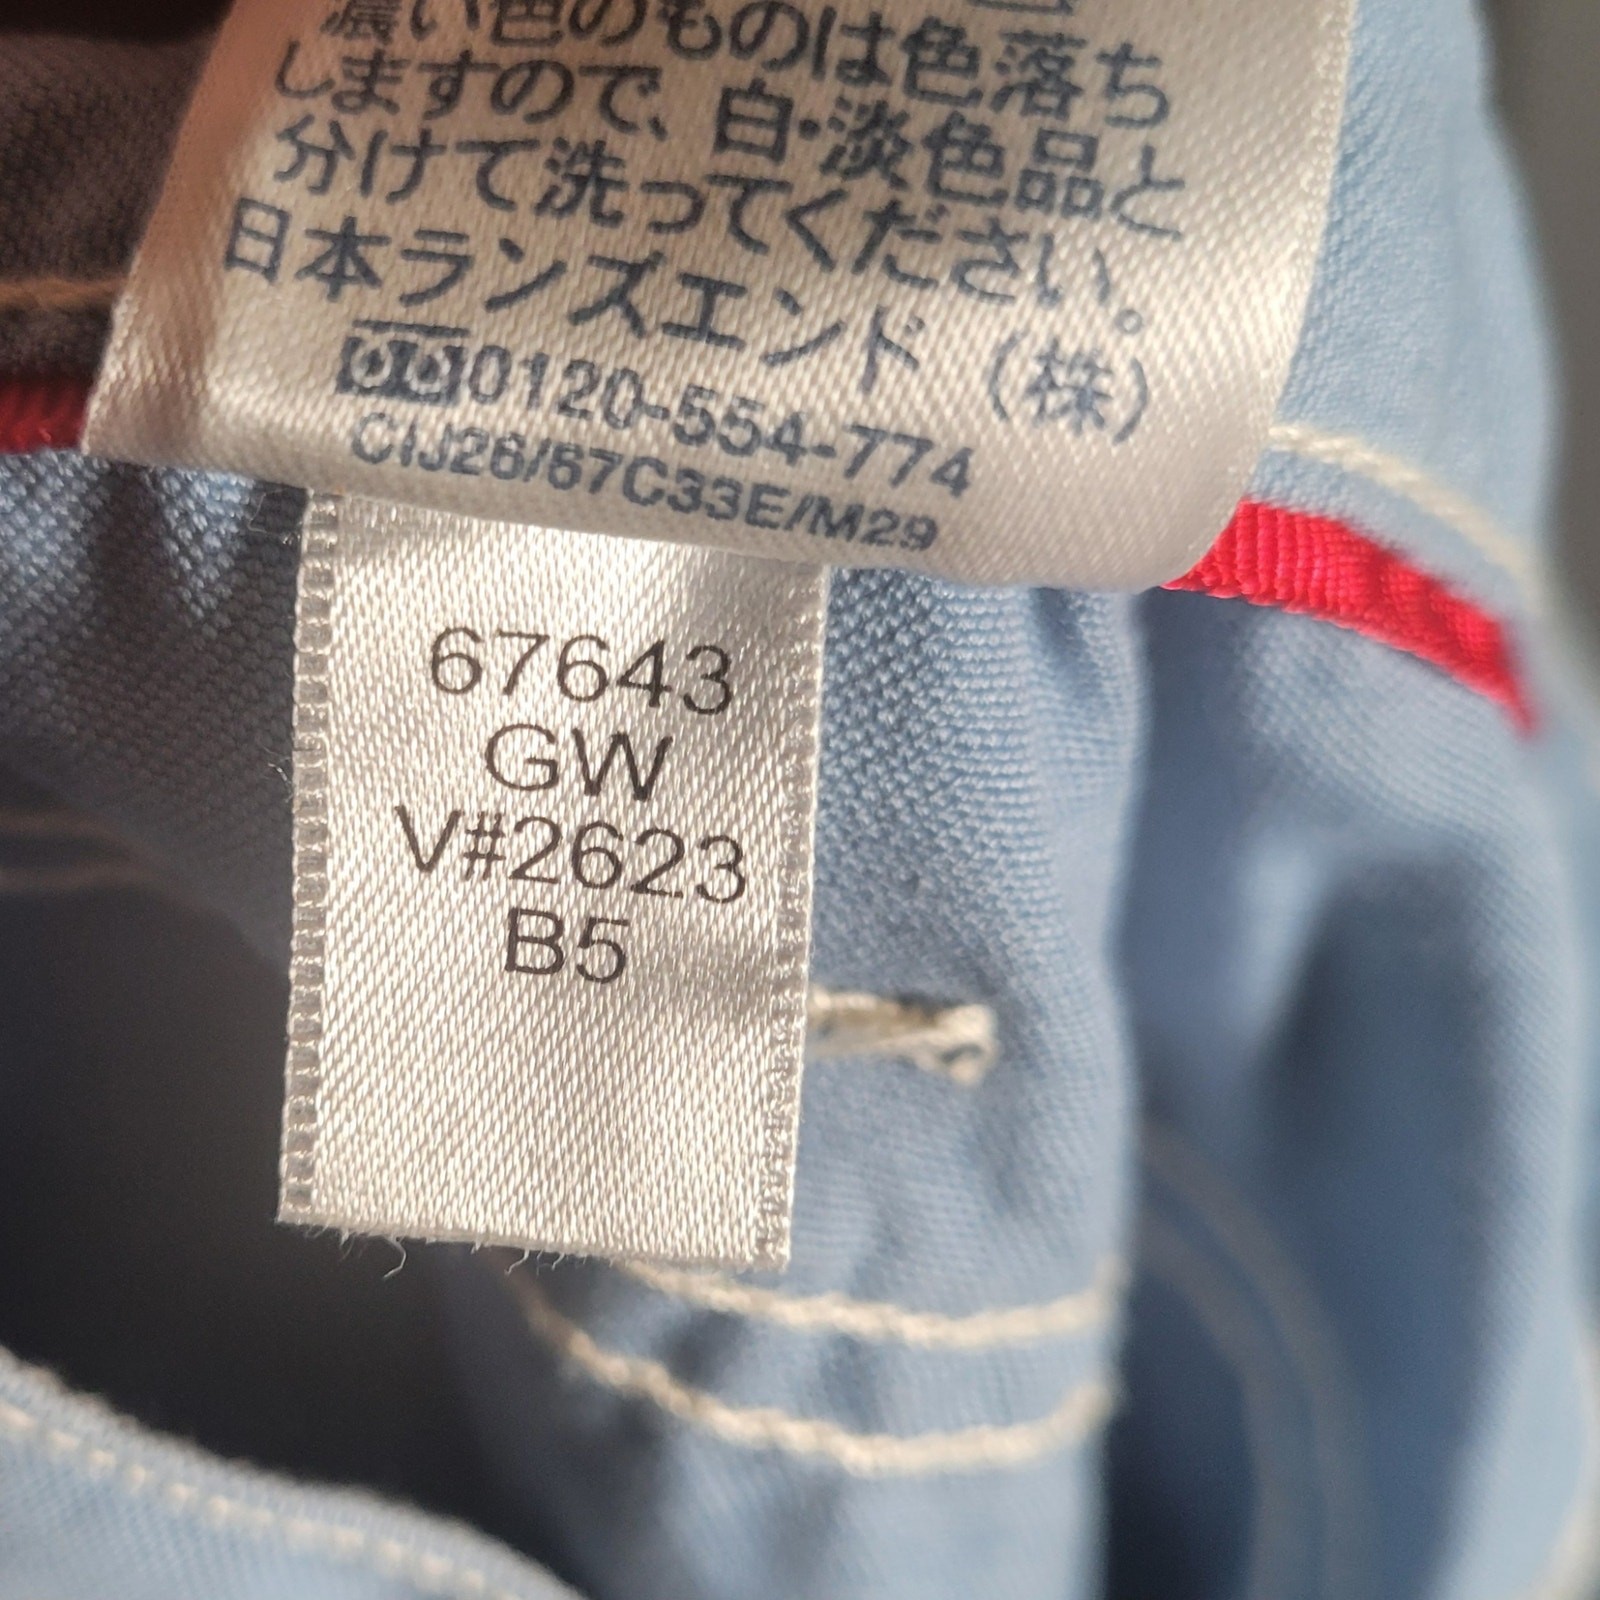 濃い色のものは色落ち
しますので、白・淡色品と
分けて洗ってください。
日本ランズエンド（株）
0120-554-774
CIJ26/67C33E/M29
67643
GW
V#2623
B5